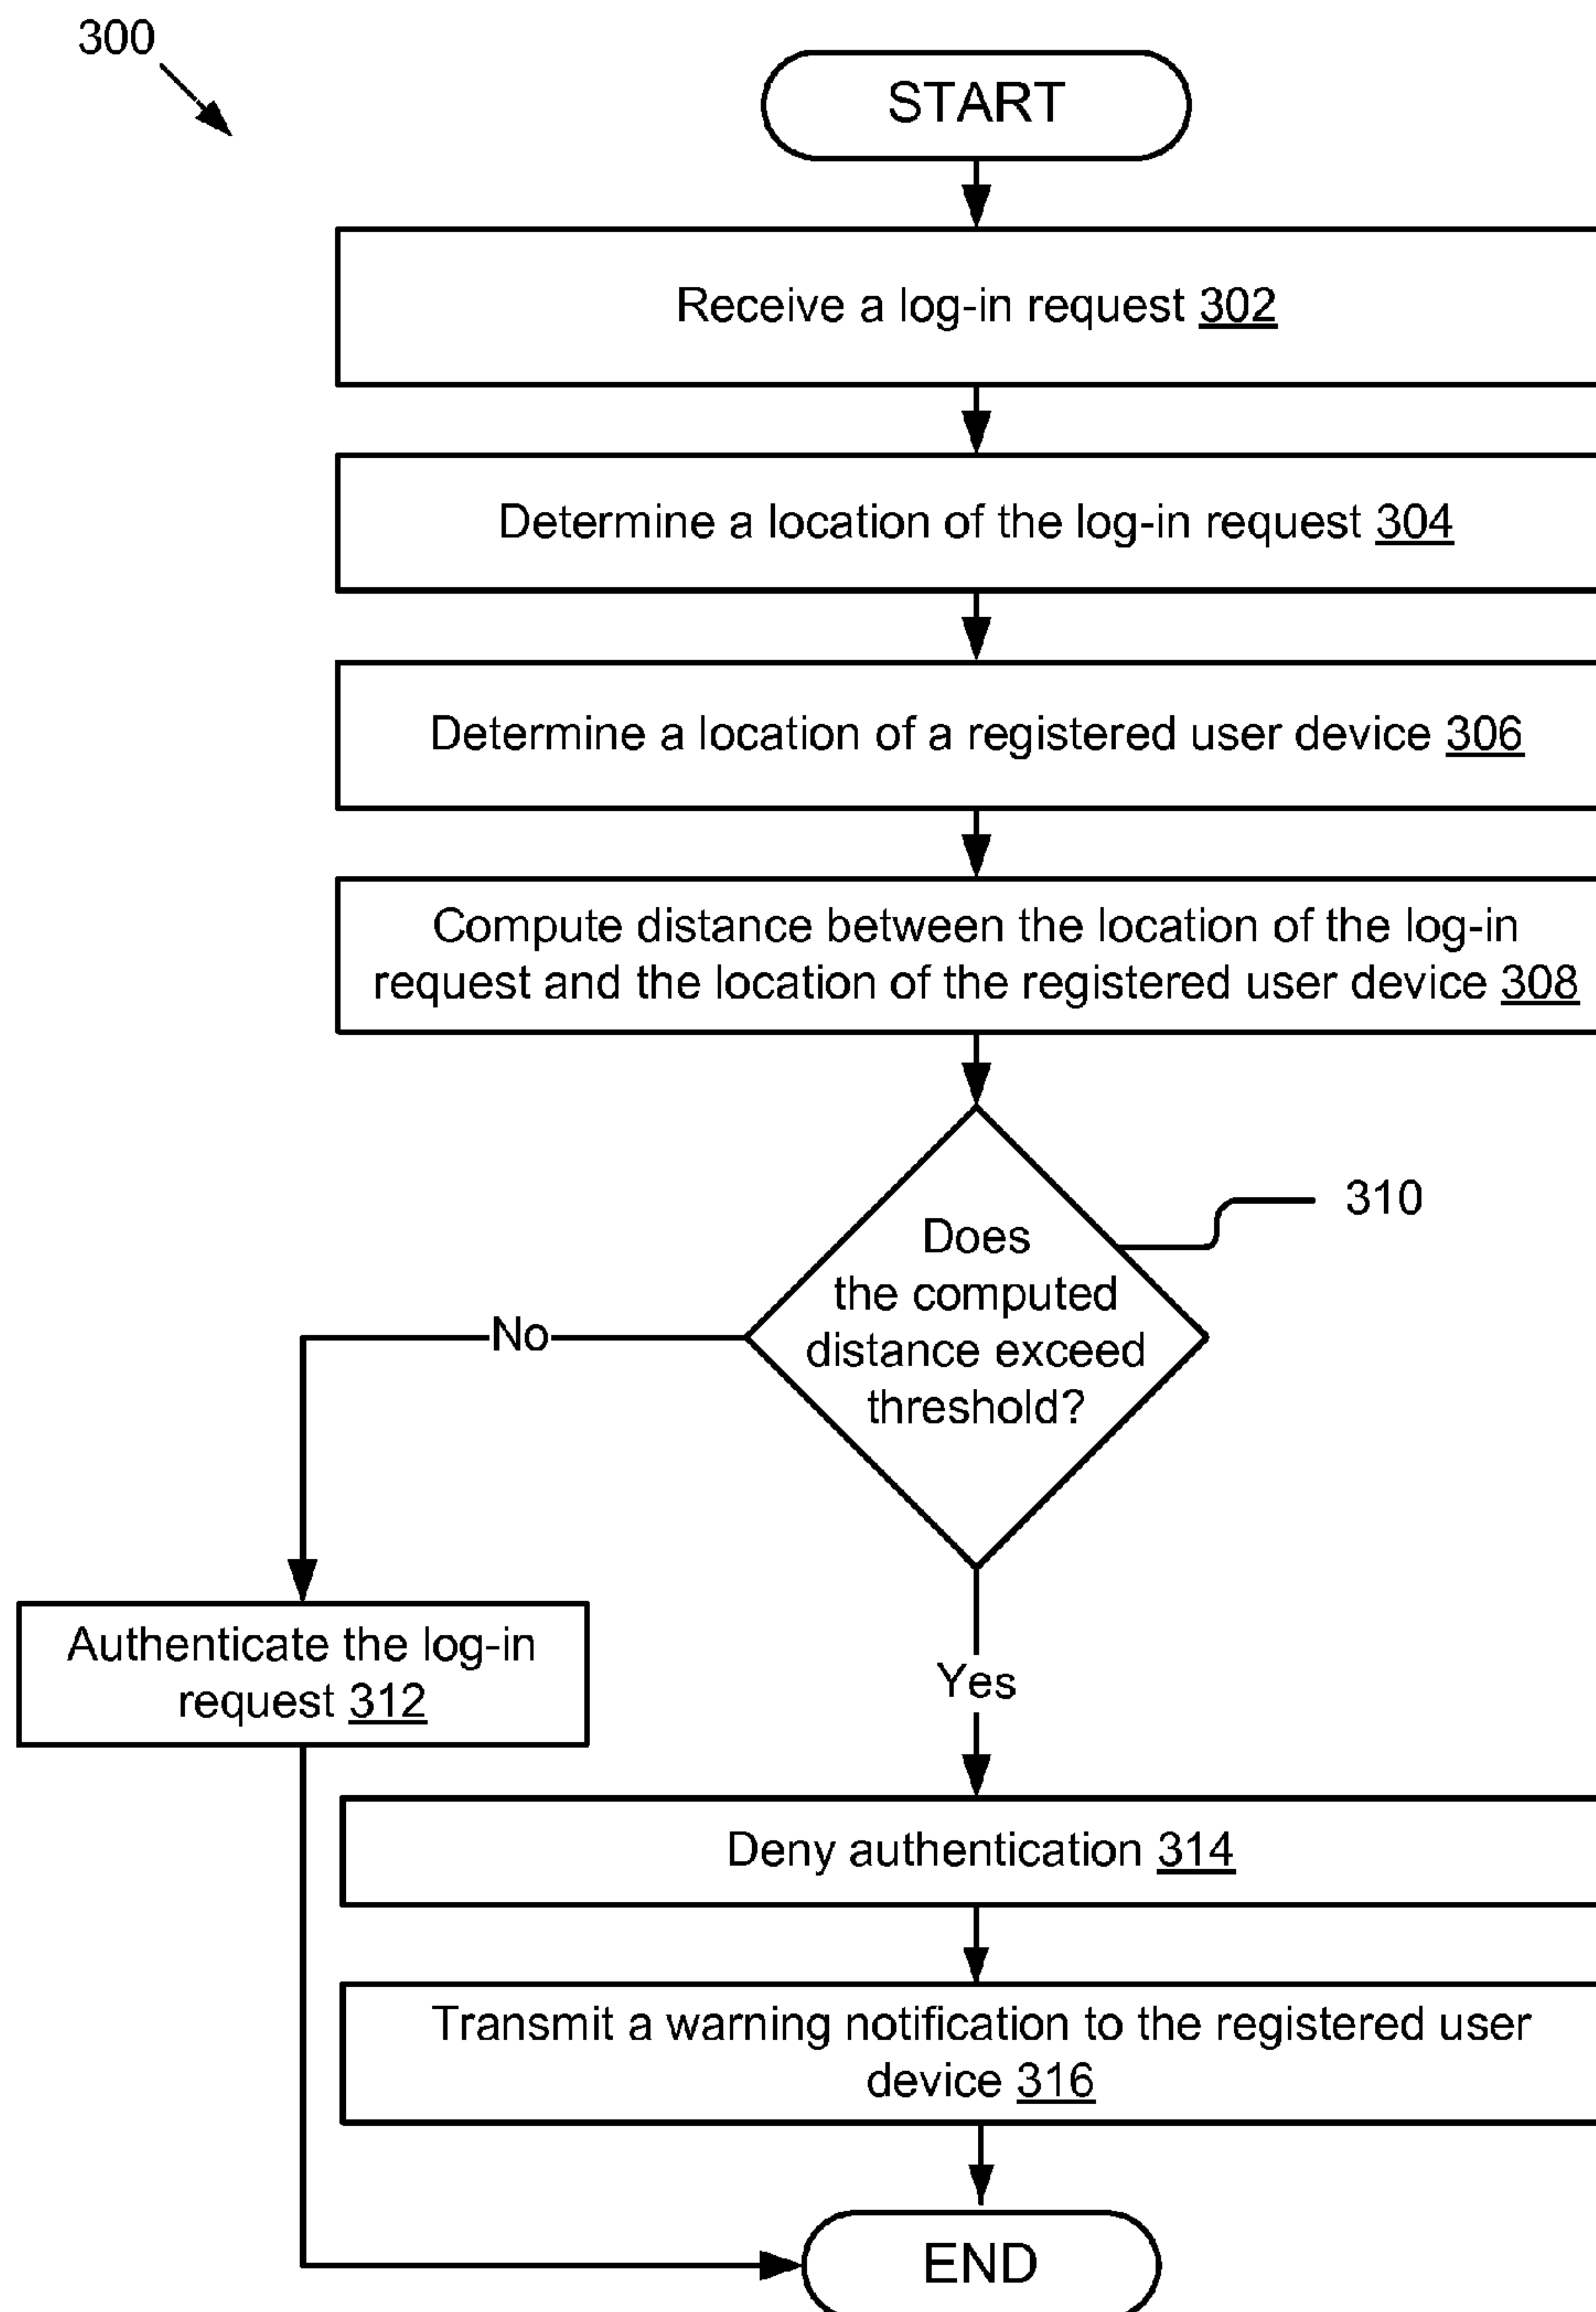 300
START
Receive a log-in request 302
Determine a location of the log-in request 304
Determine a location of a registered user device 306
Compute distance between the location of the log-in
request and the location of the registered user device 308
310
Does
the computed
distance exceed
threshold?
No
Authenticate the log-in
request 312
Yes
Deny authentication 314
Transmit a warning notification to the registered user
device 316
END